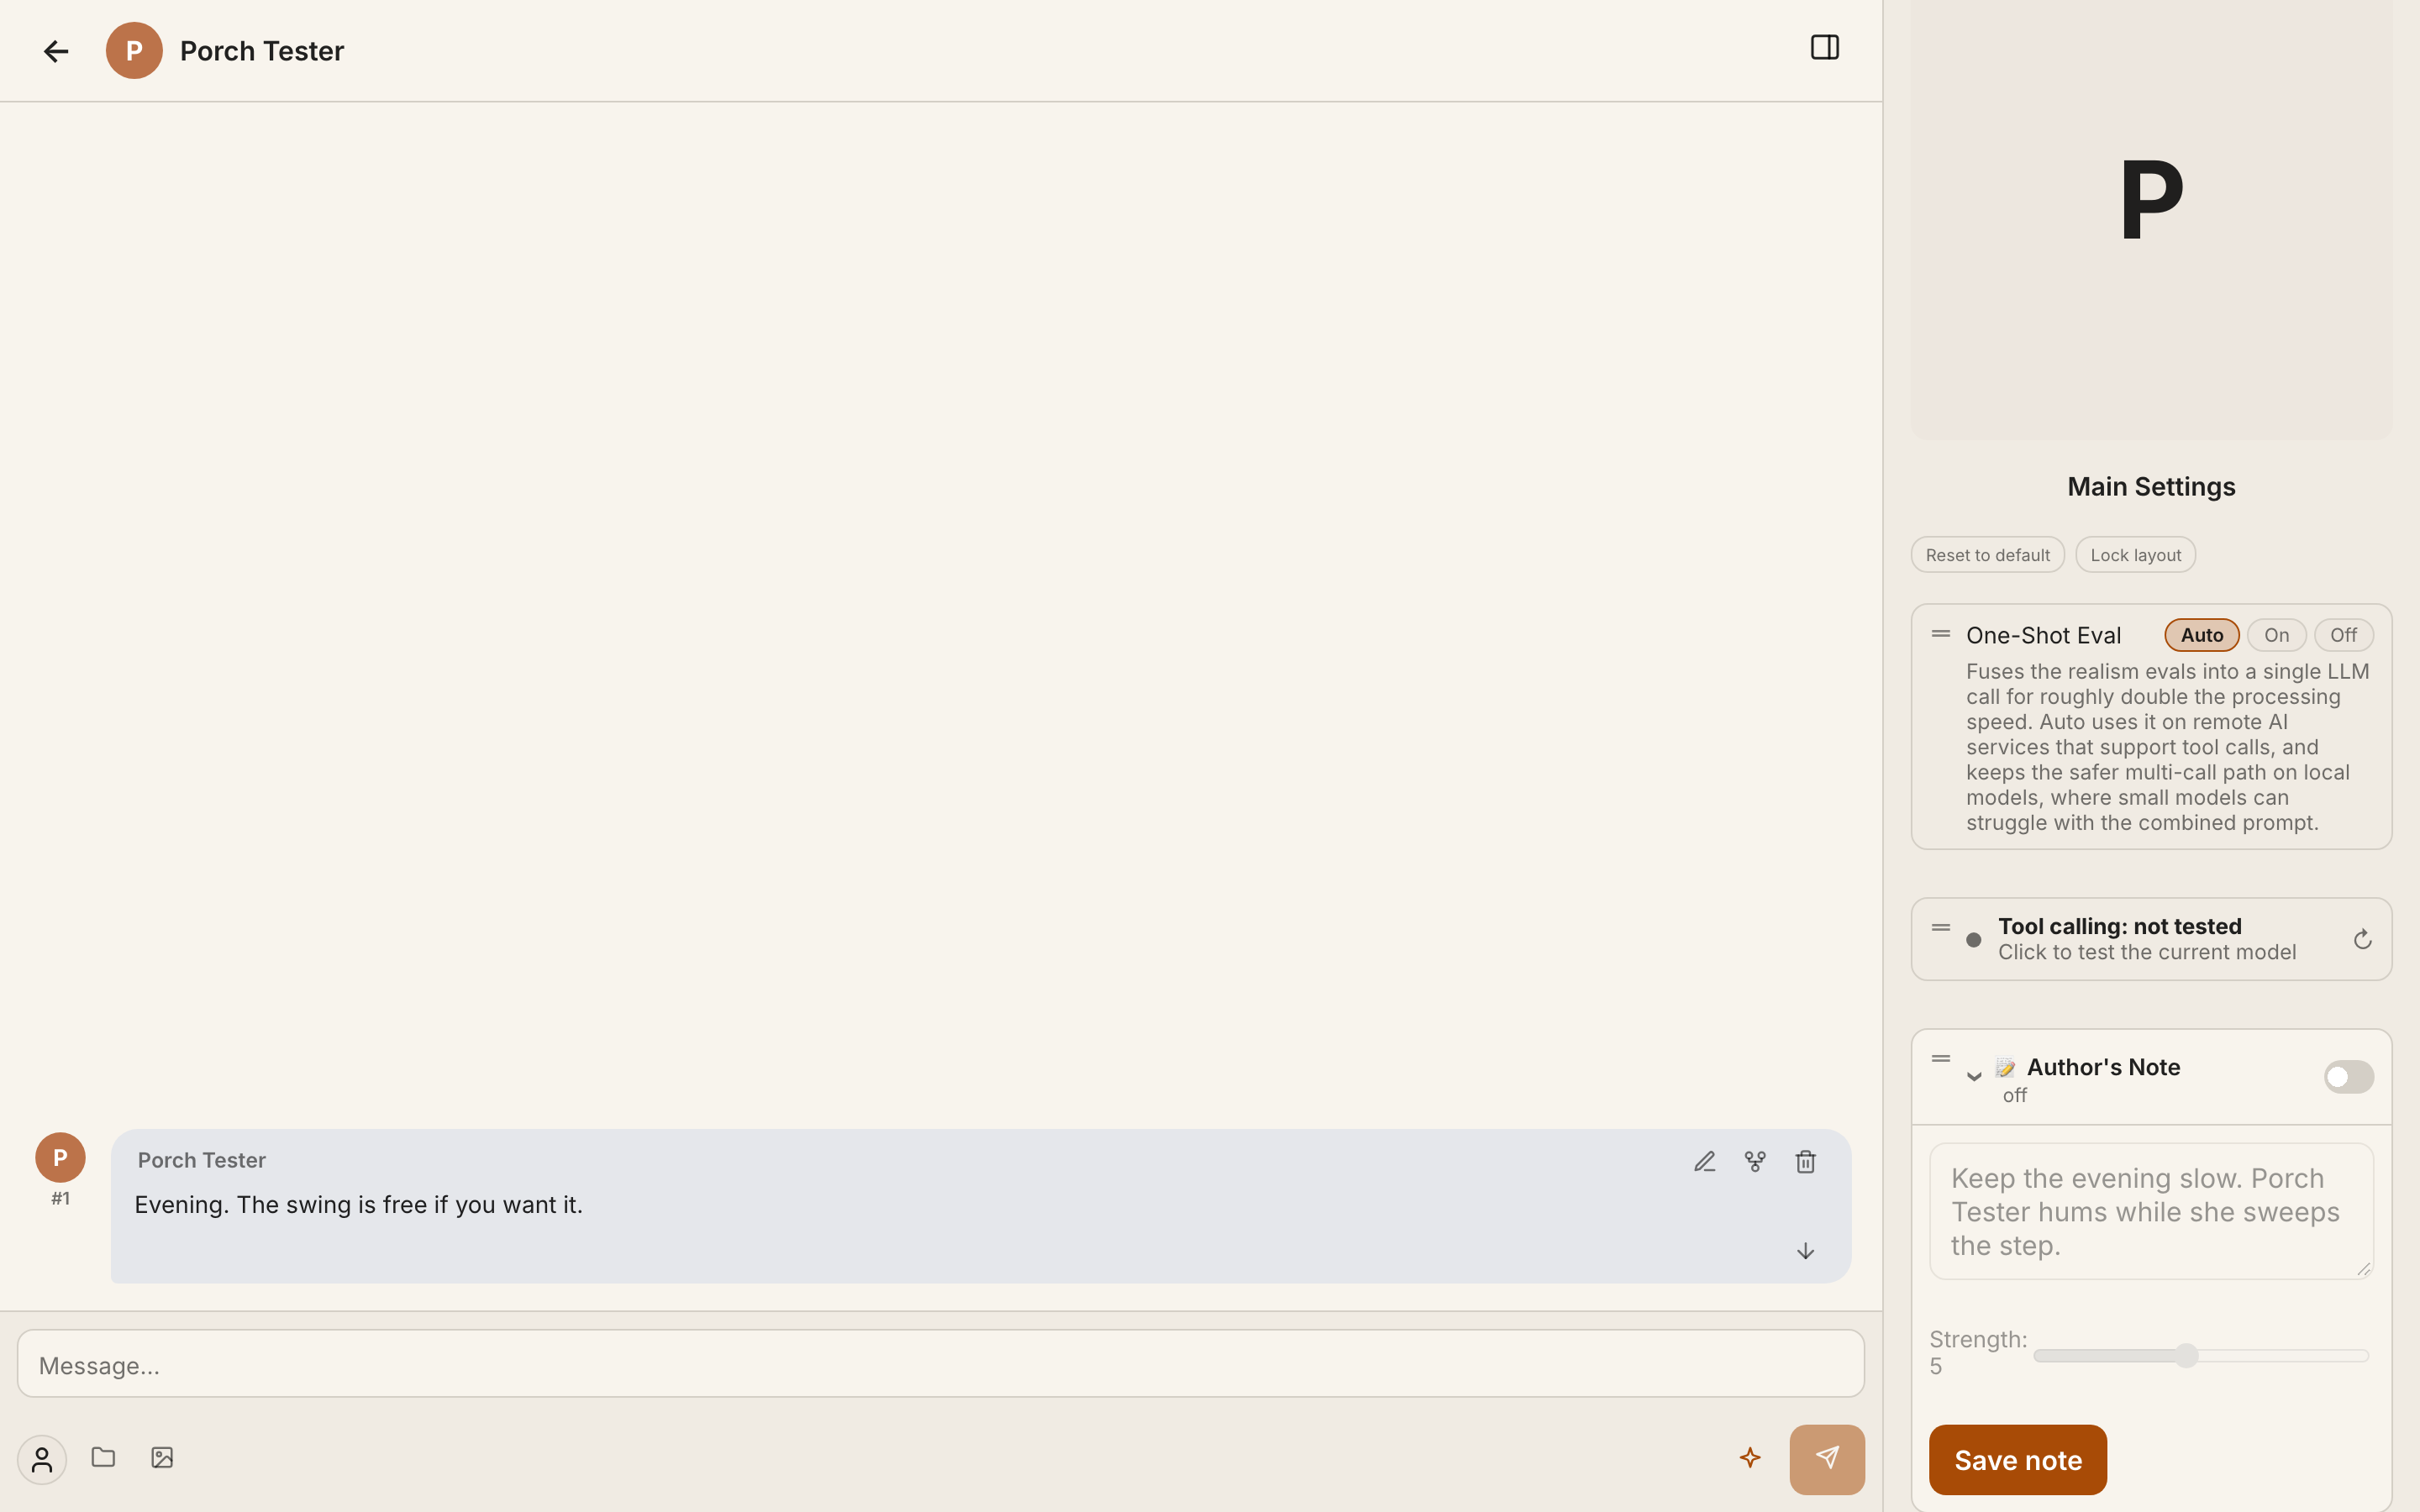 P Porch Tester
P
Main Settings
Reset to default Lock layout
One-Shot Eval Auto On Off
Fuses the realism evals into a single LLM
call for roughly double the processing
speed. Auto uses it on remote AI
services that support tool calls, and
keeps the safer multi-call path on local
models, where small models can
struggle with the combined prompt.
Tool calling: not tested
Click to test the current model
Author's Note
off
Keep the evening slow. Porch
Tester hums while she sweeps
the step.
Strength:
5
Save note
P
#1
Porch Tester
Evening. The swing is free if you want it.
Message...